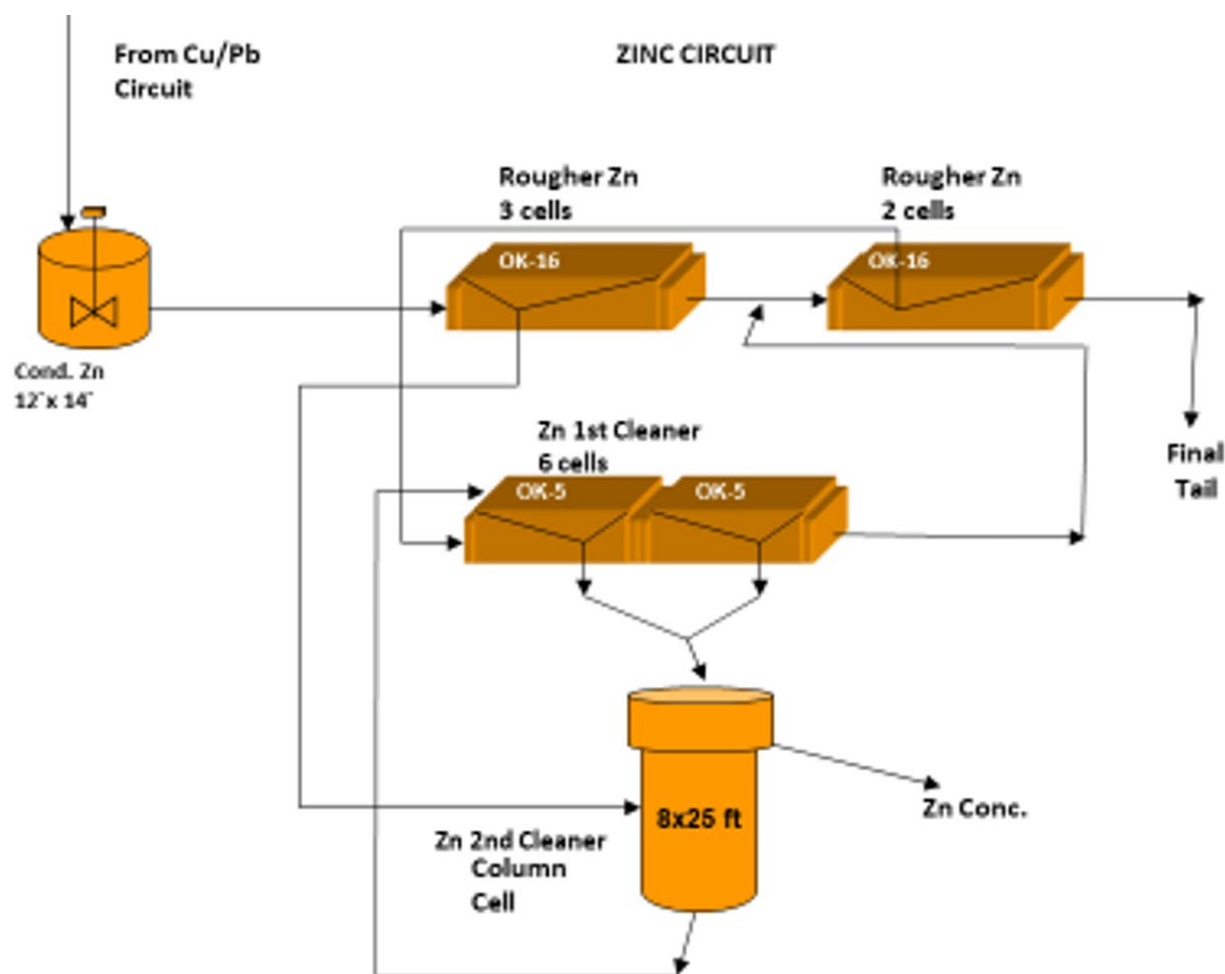 From Cu/Pb
Circuit
ZINC CIRCUIT
Rougher Zn
3 cells
Rougher Zn
2 cells
OK-16
OK-16
Cond. Zn
12´x 14´
Zn 1st Cleaner
6 cells
OK-5
OK-5
Final
Tail
8x25 ft
Zn Conc.
Zn 2nd Cleaner
Column
Cell